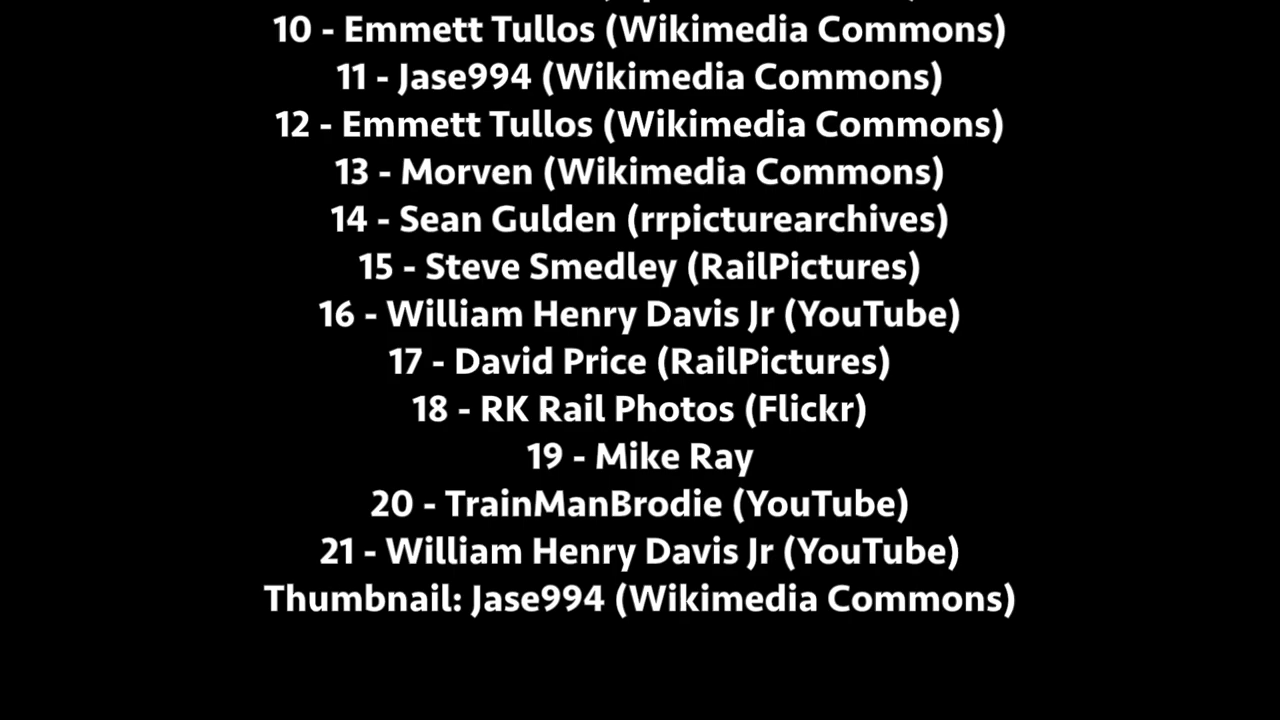 10 - Emmett Tullos (Wikimedia Commons)
11 - Jase994 (Wikimedia Commons)
12 - Emmett Tullos (Wikimedia Commons)
13 - Morven (Wikimedia Commons)
14 - Sean Gulden (rrpicturearchives)
15 - Steve Smedley (RailPictures)
16 - William Henry Davis Jr (YouTube)
17 - David Price (RailPictures)
18 - RK Rail Photos (Flickr)
19 - Mike Ray
20 - TrainManBrodie (YouTube)
21 - William Henry Davis Jr (YouTube)
Thumbnail: Jase994 (Wikimedia Commons)